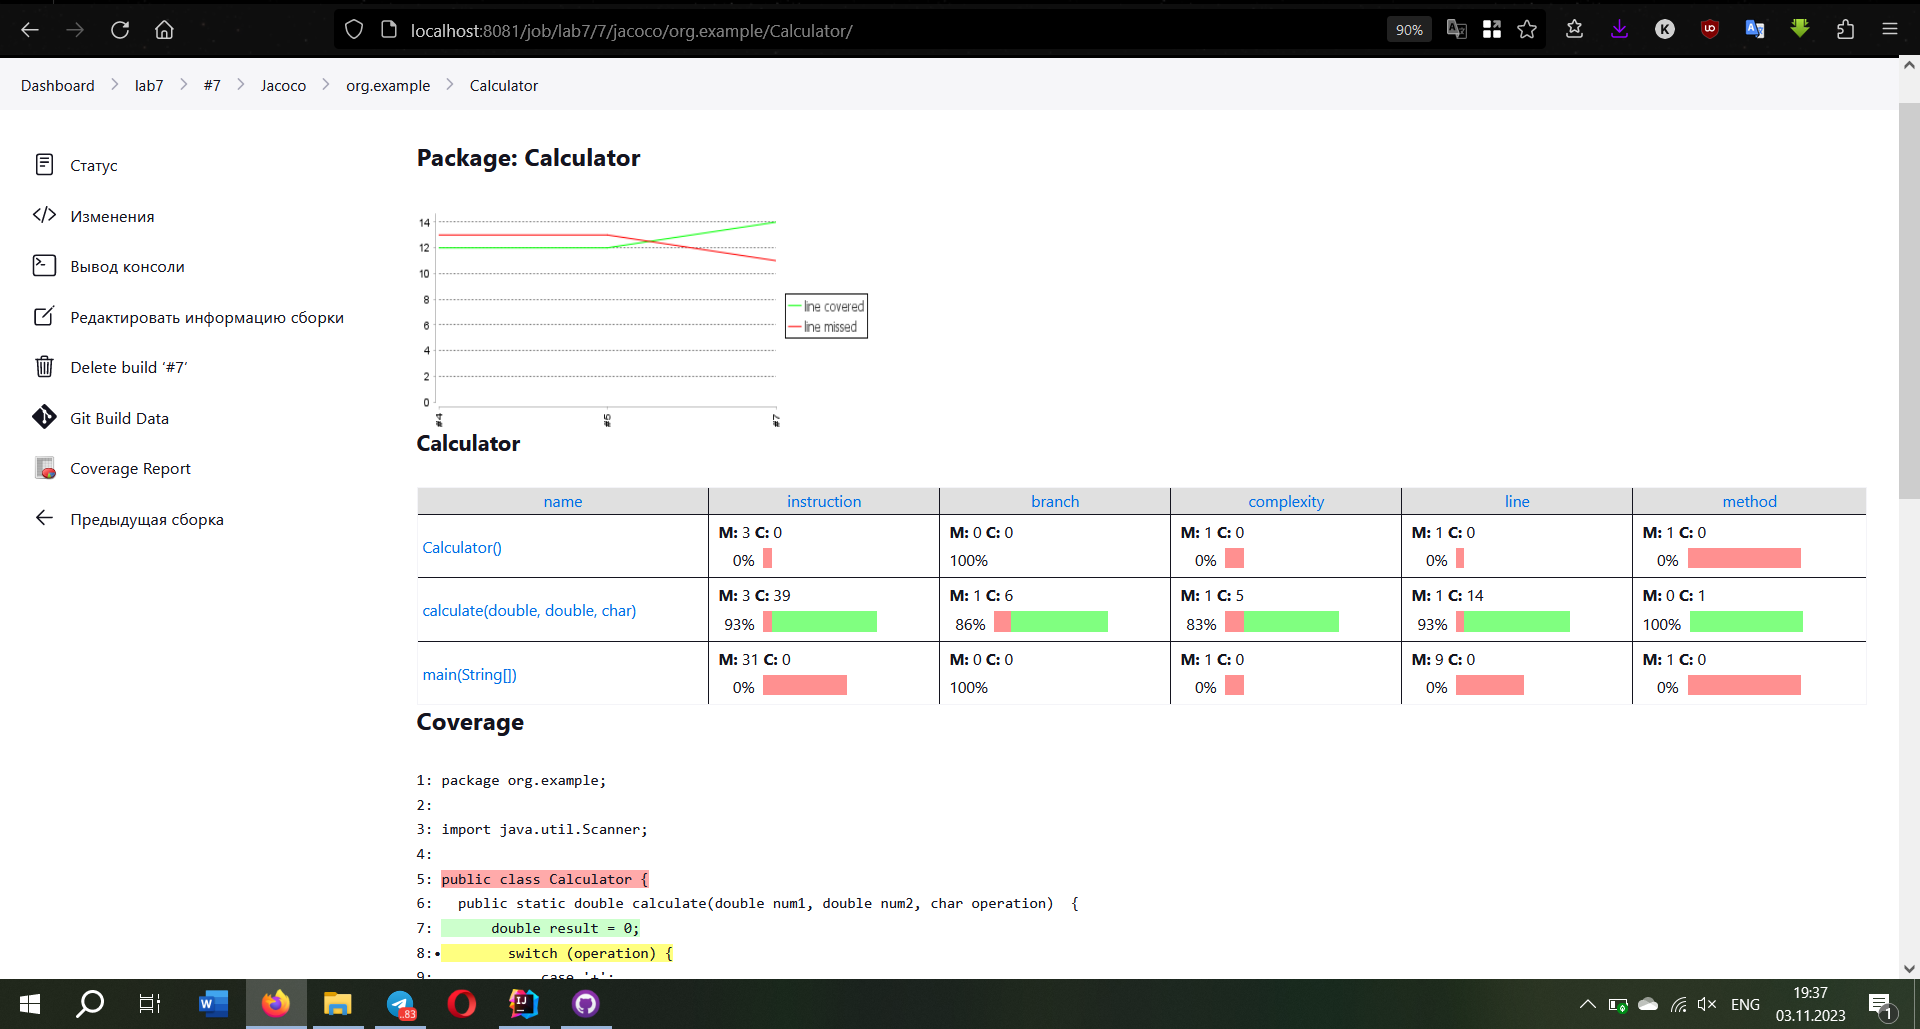 localhost:8081/job/lab7/7/jacoco/org.example/Calculator/
90%
Dashboard > lab7 > #7 > Jacoco > org.example > Calculator
Статус
Изменения
Вывод консоли
Редактировать информацию сборки
Delete build ‘#7’
Git Build Data
Coverage Report
Предыдущая сборка
Package: Calculator
14
12
10
8
6
4
2
0
#4 #5 #7
line covered
line missed
Calculator
name instruction branch complexity line method
Calculator() M: 3 C: 0 M: 0 C: 0 M: 1 C: 0 M: 1 C: 0 M: 1 C: 0
0% 100% 0% 0% 0%
calculate(double, double, char) M: 3 C: 39 M: 1 C: 6 M: 1 C: 5 M: 1 C: 14 M: 0 C: 1
93% 86% 83% 93% 100%
main(String[]) M: 31 C: 0 M: 0 C: 0 M: 1 C: 0 M: 9 C: 0 M: 1 C: 0
0% 100% 0% 0% 0%
Coverage
1: package org.example;
2:
3: import java.util.Scanner;
4:
5: public class Calculator {
6: public static double calculate(double num1, double num2, char operation) {
7: double result = 0;
8:• switch (operation) {
9: case '+':
..83
ENG
19:37
03.11.2023
1